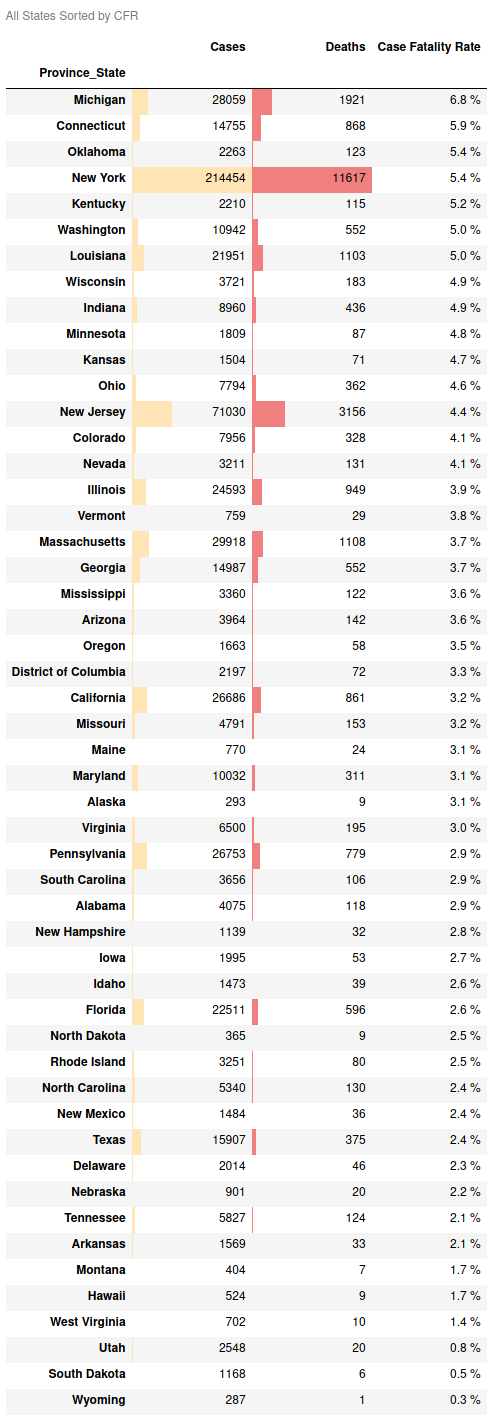 All States Sorted by CFR
Cases Deaths Case Fatality Rate
Province_State
Michigan 28059 1921 6.8 %
Connecticut 14755 868 5.9 %
Oklahoma 2263 123 5.4 %
New York 214454 11617 5.4 %
Kentucky 2210 115 5.2 %
Washington 10942 552 5.0 %
Louisiana 21951 1103 5.0 %
Wisconsin 3721 183 4.9 %
Indiana 8960 436 4.9 %
Minnesota 1809 87 4.8 %
Kansas 1504 71 4.7 %
Ohio 7794 362 4.6 %
New Jersey 71030 3156 4.4 %
Colorado 7956 328 4.1 %
Nevada 3211 131 4.1 %
Illinois 24593 949 3.9 %
Vermont 759 29 3.8 %
Massachusetts 29918 1108 3.7 %
Georgia 14987 552 3.7 %
Mississippi 3360 122 3.6 %
Arizona 3964 142 3.6 %
Oregon 1663 58 3.5 %
District of Columbia 2197 72 3.3 %
California 26686 861 3.2 %
Missouri 4791 153 3.2 %
Maine 770 24 3.1 %
Maryland 10032 311 3.1 %
Alaska 293 9 3.1 %
Virginia 6500 195 3.0 %
Pennsylvania 26753 779 2.9 %
South Carolina 3656 106 2.9 %
Alabama 4075 118 2.9 %
New Hampshire 1139 32 2.8 %
Iowa 1995 53 2.7 %
Idaho 1473 39 2.6 %
Florida 22511 596 2.6 %
North Dakota 365 9 2.5 %
Rhode Island 3251 80 2.5 %
North Carolina 5340 130 2.4 %
New Mexico 1484 36 2.4 %
Texas 15907 375 2.4 %
Delaware 2014 46 2.3 %
Nebraska 901 20 2.2 %
Tennessee 5827 124 2.1 %
Arkansas 1569 33 2.1 %
Montana 404 7 1.7 %
Hawaii 524 9 1.7 %
West Virginia 702 10 1.4 %
Utah 2548 20 0.8 %
South Dakota 1168 6 0.5 %
Wyoming 287 1 0.3 %